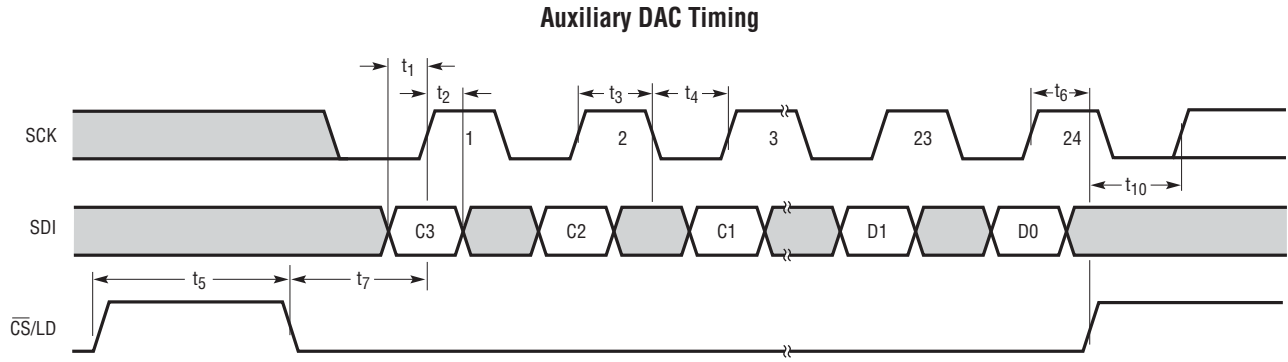 Auxiliary DAC Timing
t1
t2
t3
t4
t6
SCK
1
2
3
23
24
t10
SDI
C3
C2
C1
D1
D0
t5
t7
CS/LD